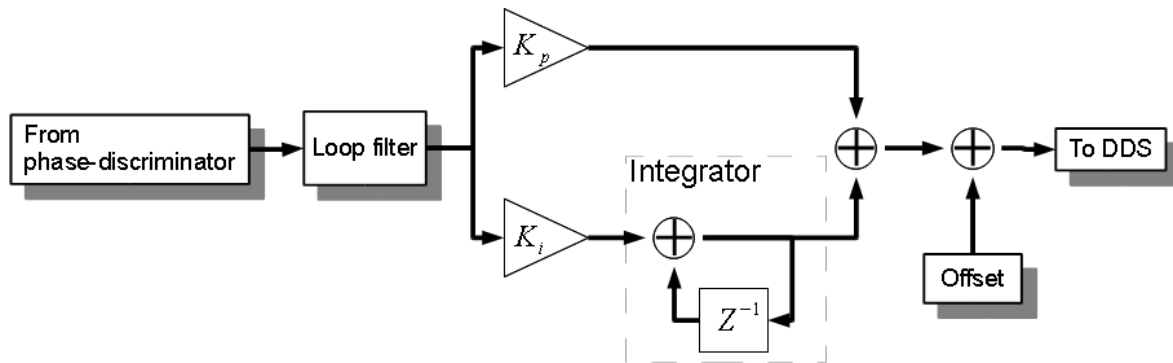 K_p
From
phase-discriminator
Loop filter
To DDS
Integrator
K_i
Offset
Z^{-1}